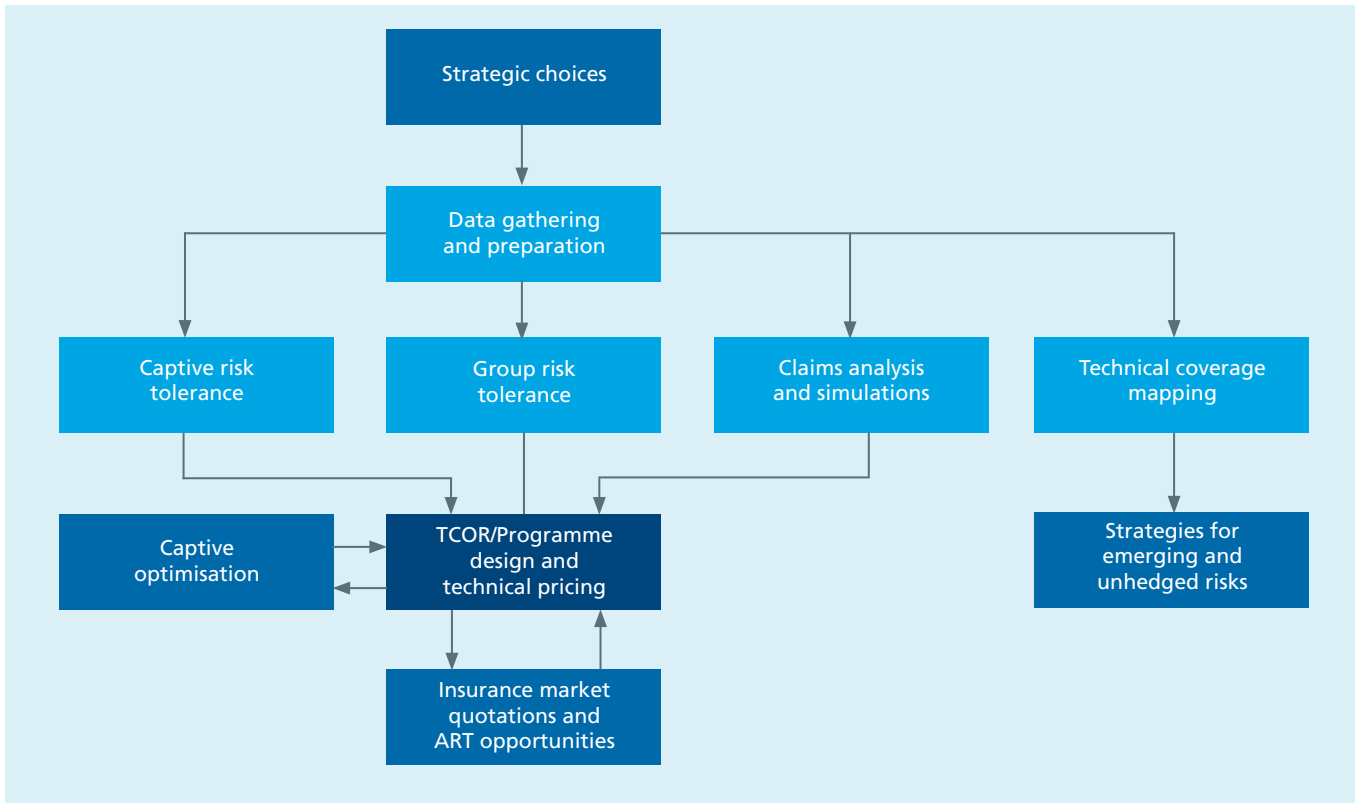 Strategic choices
Data gathering
and preparation
Captive risk
tolerance
Group risk
tolerance
Claims analysis
and simulations
Technical coverage
mapping
Captive
optimisation
TCOR/Programme
design and
technical pricing
Strategies for
emerging and
unhedged risks
Insurance market
quotations and
ART opportunities